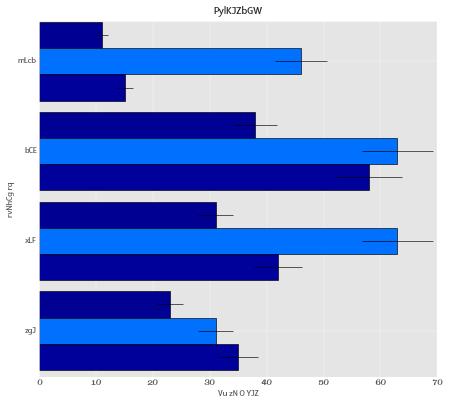 PylKJZbGW
mLcb
bCE
xLF
zgJ
rvNhCg rq
0 10 20 30 40 50 60 70
Vu zN O YJZ